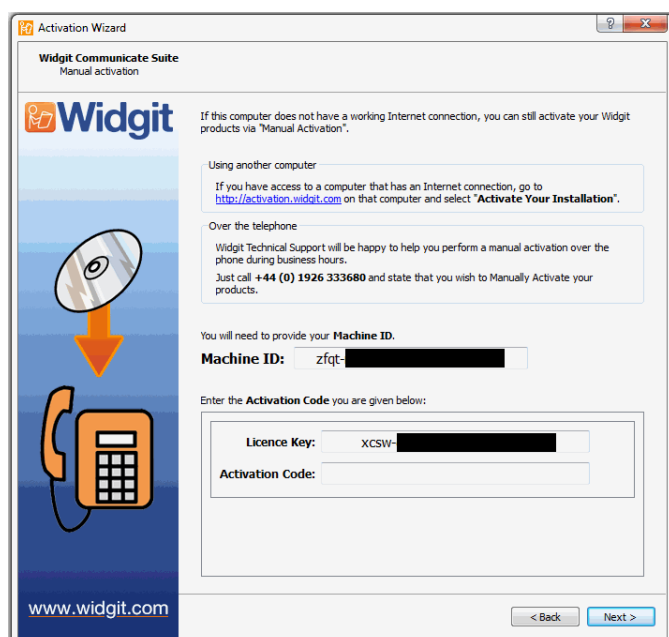 Activation Wizard
Widgit Communicate Suite
Manual activation
Widgit
If this computer does not have a working Internet connection, you can still activate your Widgit
products via "Manual Activation".
Using another computer
If you have access to a computer that has an Internet connection, go to
http://activation.widgit.com on that computer and select "Activate Your Installation".
Over the telephone
Widgit Technical Support will be happy to help you perform a manual activation over the
phone during business hours.
Just call +44 (0) 1926 333680 and state that you wish to Manually Activate your
products.
You will need to provide your Machine ID.
Machine ID: zfqt-
Enter the Activation Code you are given below:
Licence Key: xcsw-
Activation Code:
www.widgit.com
< Back Next >